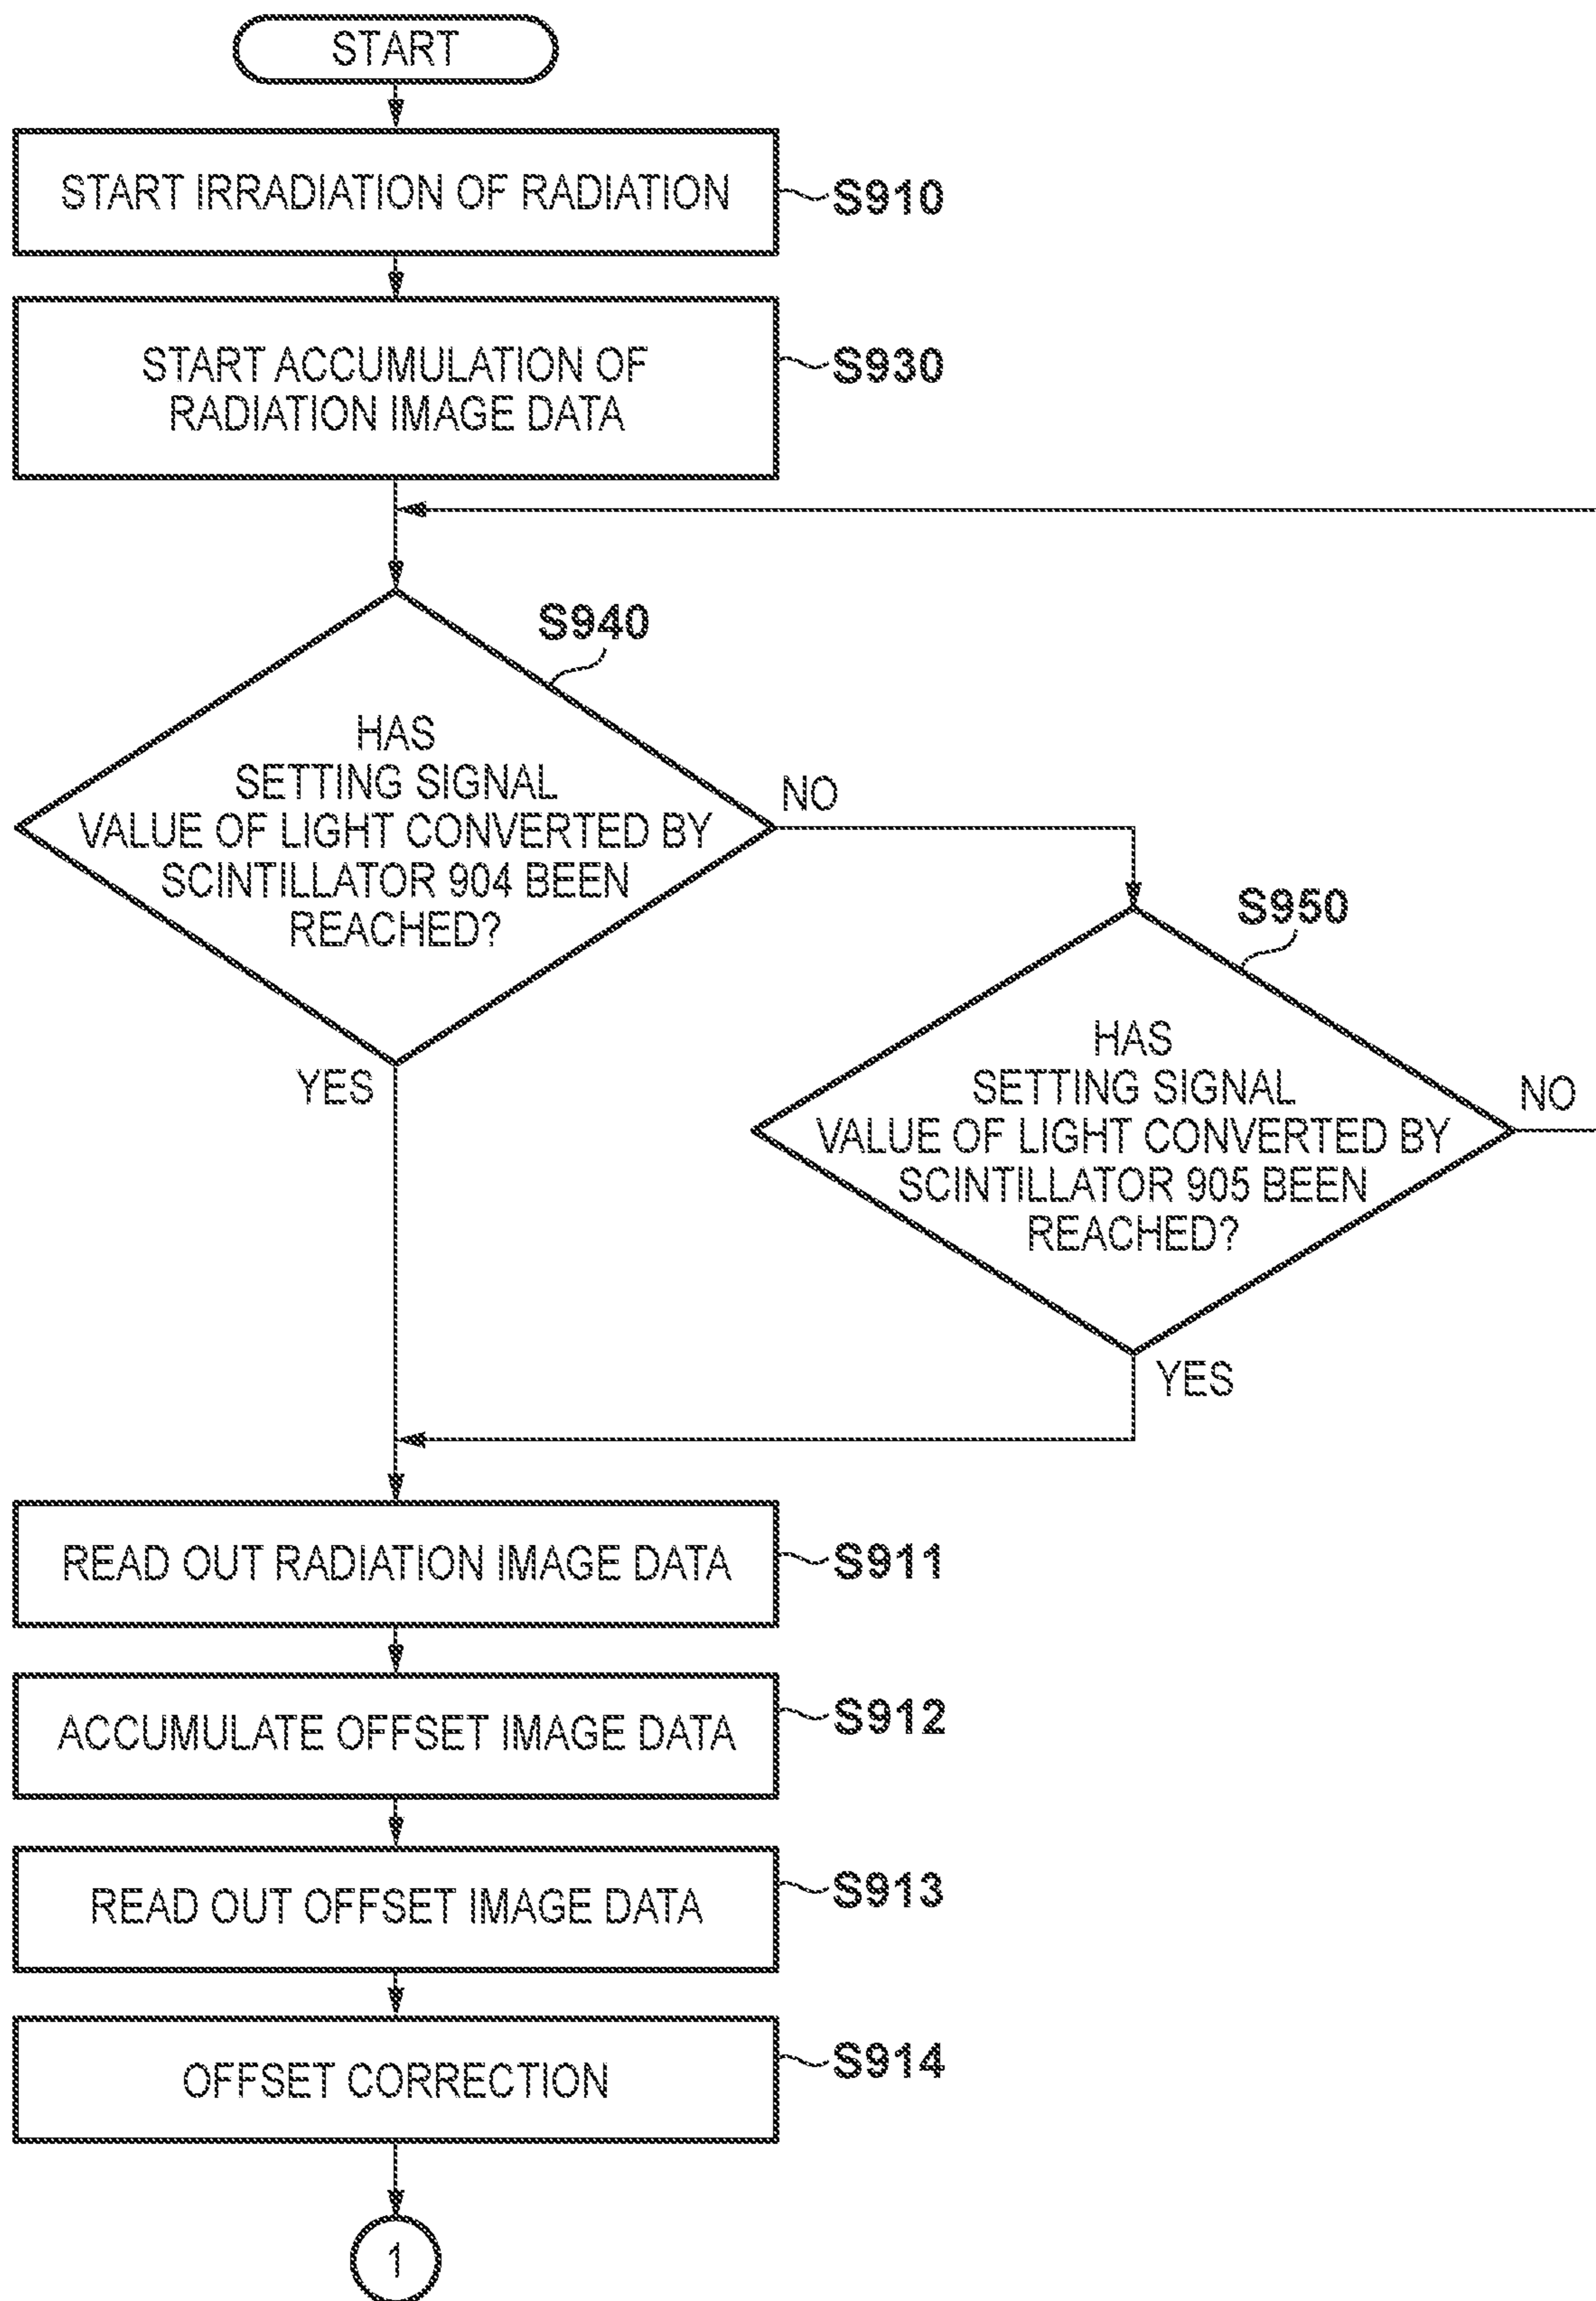 START
START IRRADIATION OF RADIATION
S910
START ACCUMULATION OF
RADIATION IMAGE DATA
S930
S940
HAS
SETTING SIGNAL
VALUE OF LIGHT CONVERTED BY
SCINTILLATOR 904 BEEN
REACHED?
NO
YES
S950
HAS
SETTING SIGNAL
VALUE OF LIGHT CONVERTED BY
SCINTILLATOR 905 BEEN
REACHED?
NO
YES
READ OUT RADIATION IMAGE DATA
S911
ACCUMULATE OFFSET IMAGE DATA
S912
READ OUT OFFSET IMAGE DATA
S913
OFFSET CORRECTION
S914
1